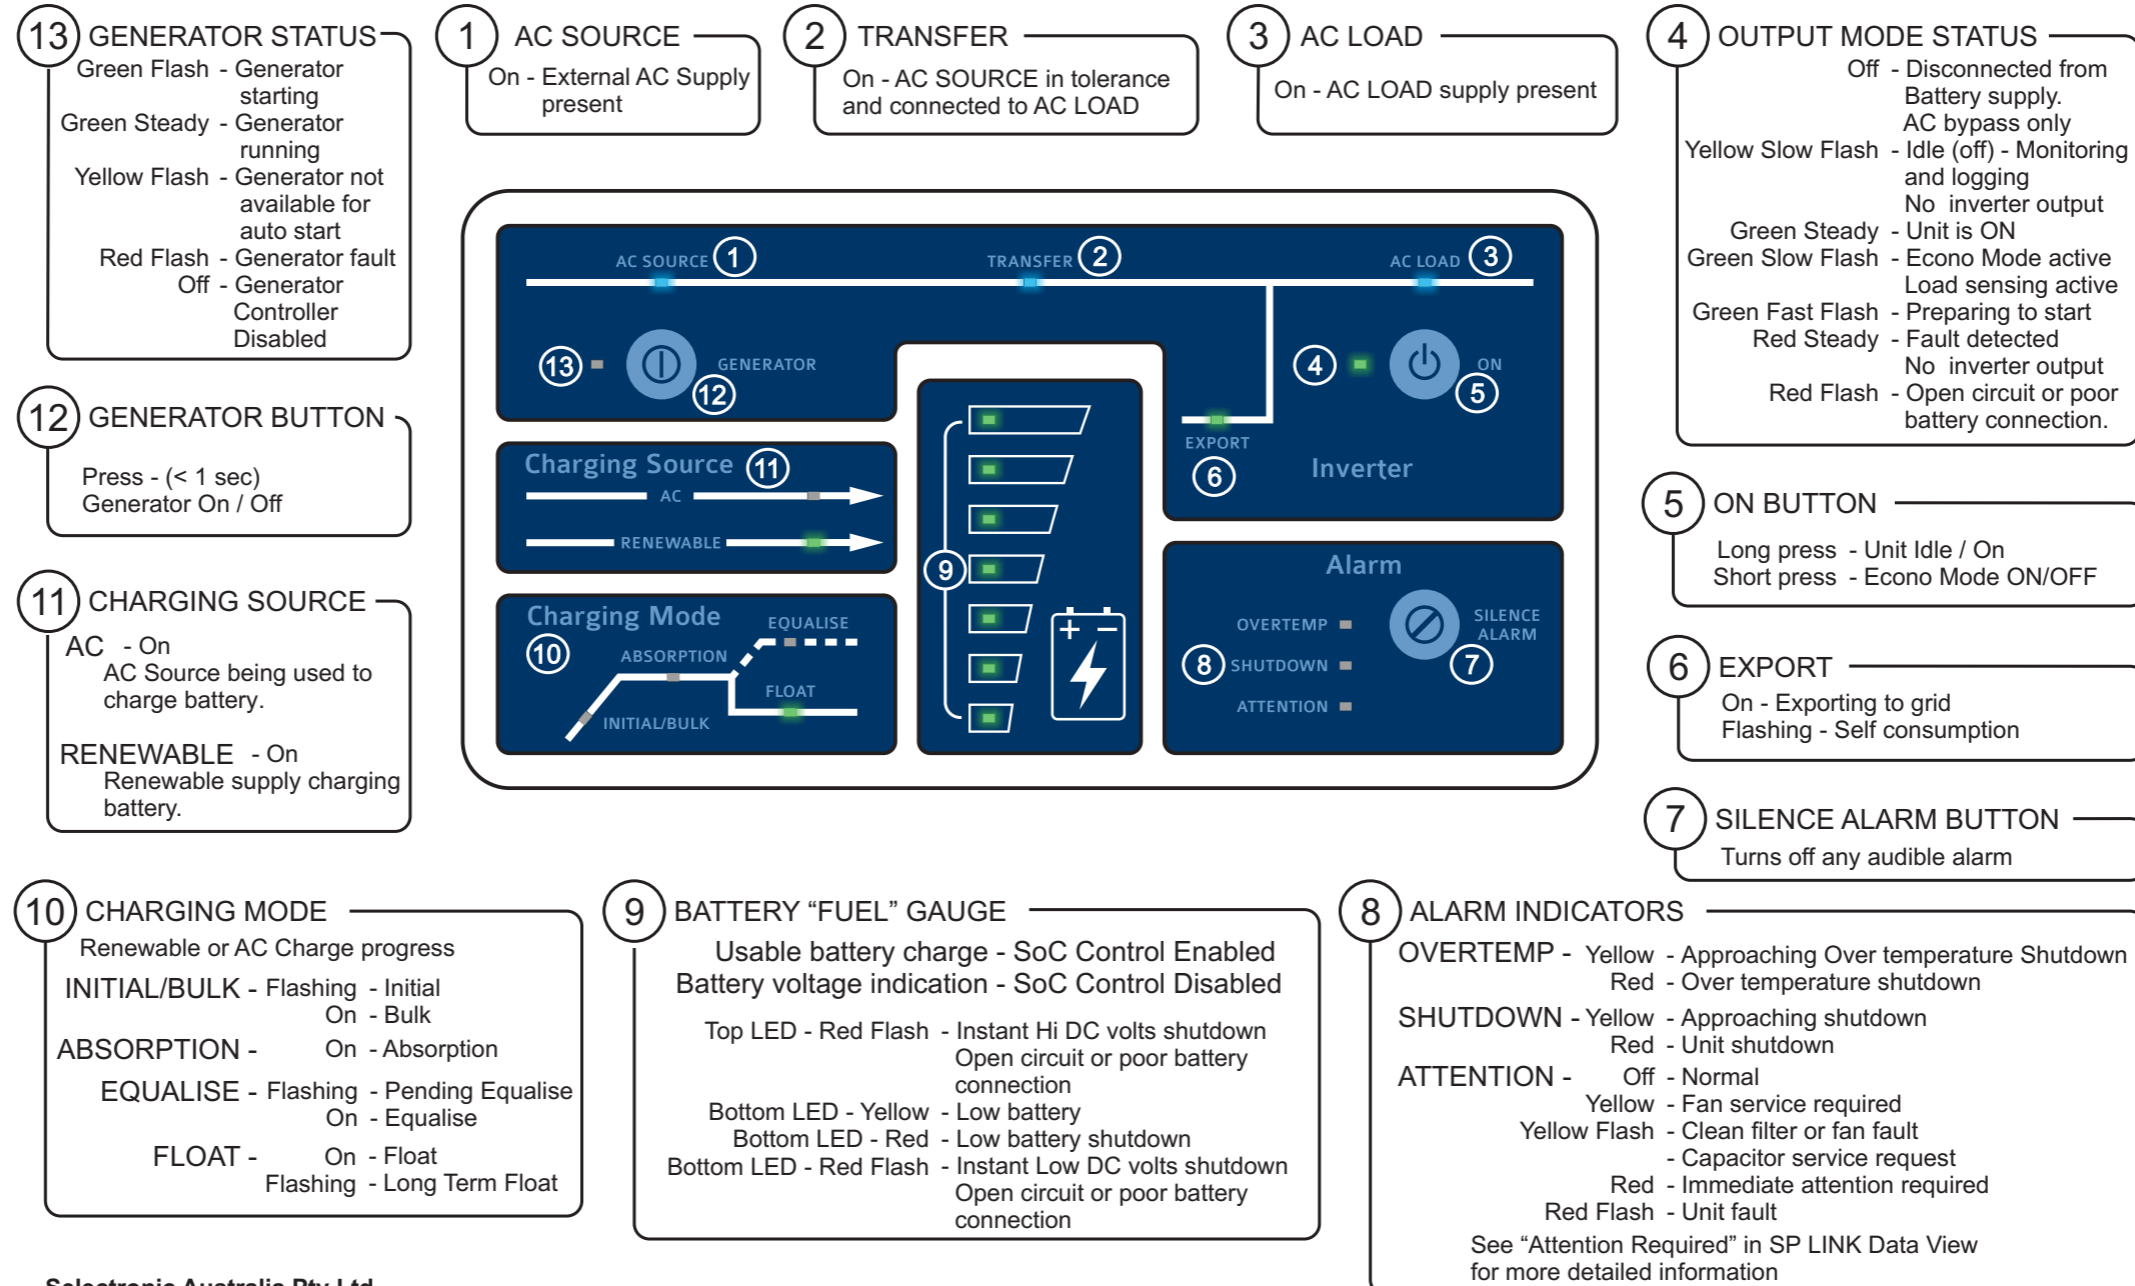 13 GENERATOR STATUS
Green Flash - Generator
starting
Green Steady - Generator
running
Yellow Flash - Generator not
available for
auto start
Red Flash - Generator fault
Off - Generator
Controller
Disabled
1 AC SOURCE
On - External AC Supply
present
2 TRANSFER
On - AC SOURCE in tolerance
and connected to AC LOAD
3 AC LOAD
On - AC LOAD supply present
4 OUTPUT MODE STATUS
Off - Disconnected from
Battery supply.
AC bypass only
Yellow Slow Flash - Idle (off) - Monitoring
and logging
No inverter output
Green Steady - Unit is ON
Green Slow Flash - Econo Mode active
Load sensing active
Green Fast Flash - Preparing to start
Red Steady - Fault detected
No inverter output
Red Flash - Open circuit or poor
battery connection.
AC SOURCE 1
TRANSFER 2
AC LOAD 3
13
GENERATOR
12
4
ON
5
EXPORT
6
Inverter
Charging Source 11
AC
RENEWABLE
Charging Mode
10
EQUALISE
ABSORPTION
FLOAT
INITIAL/BULK
9
+ -
Alarm
OVERTEMP
8 SHUTDOWN
ATTENTION
SILENCE
ALARM
7
12 GENERATOR BUTTON
Press - (< 1 sec)
Generator On / Off
11 CHARGING SOURCE
AC - On
AC Source being used to
charge battery.
RENEWABLE - On
Renewable supply charging
battery.
5 ON BUTTON
Long press - Unit Idle / On
Short press - Econo Mode ON/OFF
6 EXPORT
On - Exporting to grid
Flashing - Self consumption
7 SILENCE ALARM BUTTON
Turns off any audible alarm
10 CHARGING MODE
Renewable or AC Charge progress
INITIAL/BULK - Flashing - Initial
On - Bulk
ABSORPTION - On - Absorption
EQUALISE - Flashing - Pending Equalise
On - Equalise
FLOAT - On - Float
Flashing - Long Term Float
9 BATTERY “FUEL” GAUGE
Usable battery charge - SoC Control Enabled
Battery voltage indication - SoC Control Disabled
Top LED - Red Flash - Instant Hi DC volts shutdown
Open circuit or poor battery
connection
Bottom LED - Yellow - Low battery
Bottom LED - Red - Low battery shutdown
Bottom LED - Red Flash - Instant Low DC volts shutdown
Open circuit or poor battery
connection
8 ALARM INDICATORS
OVERTEMP - Yellow - Approaching Over temperature Shutdown
Red - Over temperature shutdown
SHUTDOWN - Yellow - Approaching shutdown
Red - Unit shutdown
ATTENTION - Off - Normal
Yellow - Fan service required
Yellow Flash - Clean filter or fan fault
- Capacitor service request
Red - Immediate attention required
Red Flash - Unit fault
See “Attention Required” in SP LINK Data View
for more detailed information
Selectronic Australia Pty Ltd